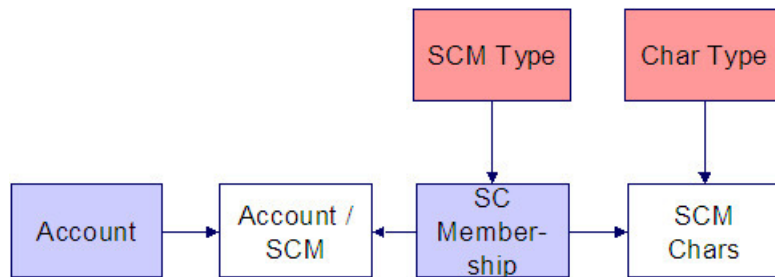 SCM Type
Char Type
Account
Account /
SCM
SC
Member-
ship
SCM
Chars